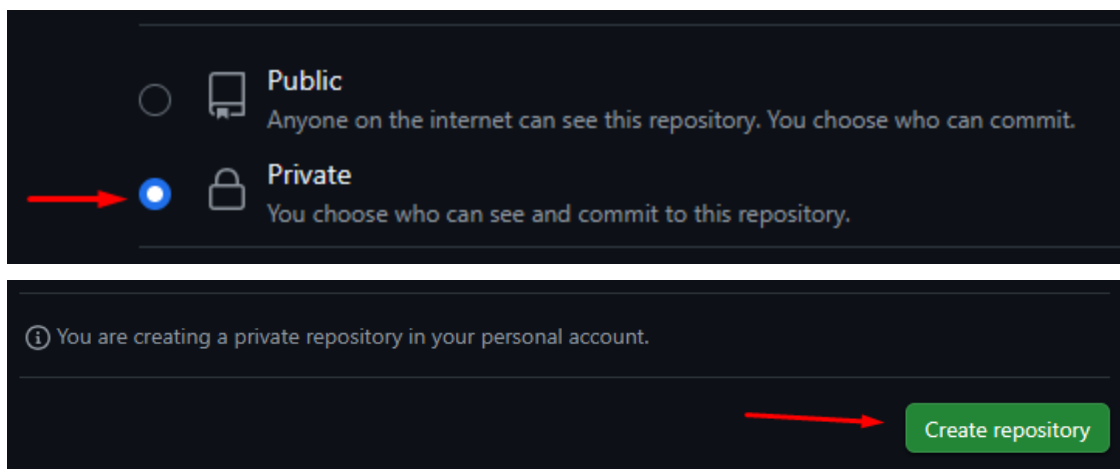 Public
Anyone on the internet can see this repository. You choose who can commit.
Private
You choose who can see and commit to this repository.
You are creating a private repository in your personal account.
Create repository